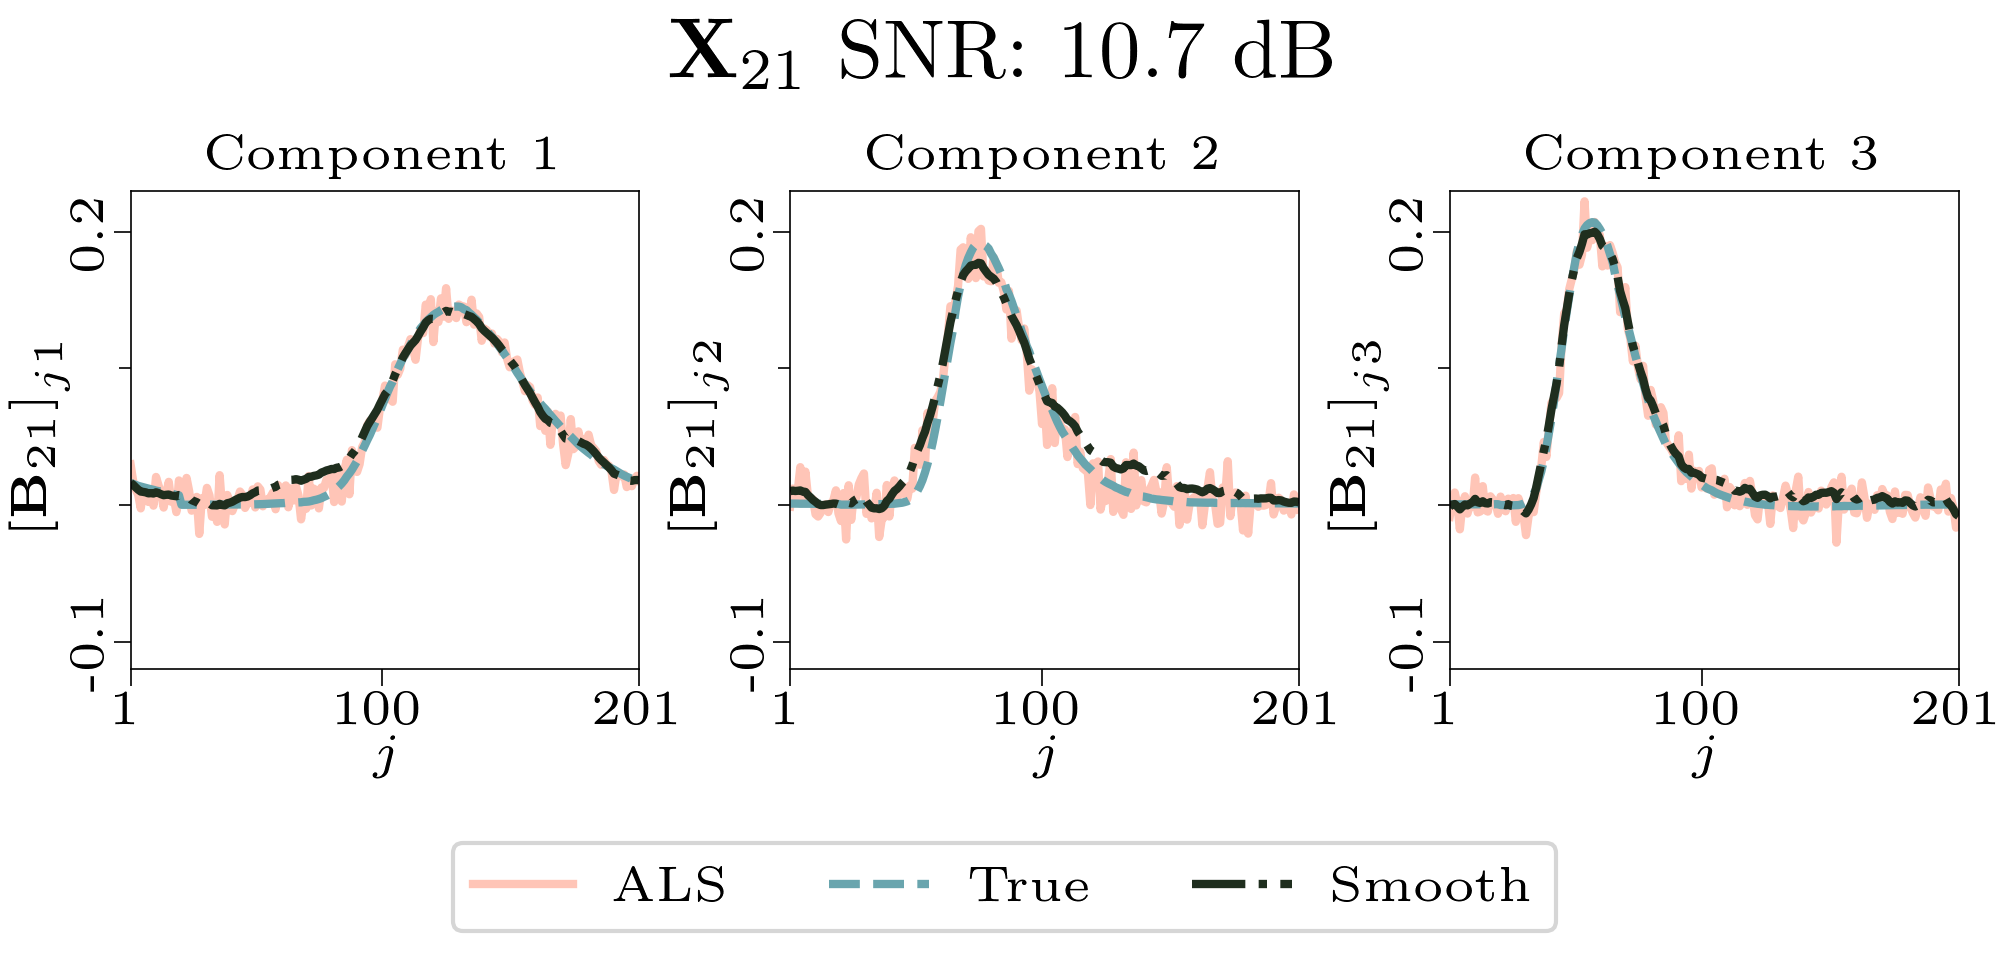 X₂₁ SNR: 10.7 dB
Component 1
0.2
-0.1
[B₂₁]ⱼ₁
1 100 201
j
Component 2
0.2
-0.1
[B₂₁]ⱼ₂
1 100 201
j
Component 3
0.2
-0.1
[B₂₁]ⱼ₃
1 100 201
j
ALS True Smooth